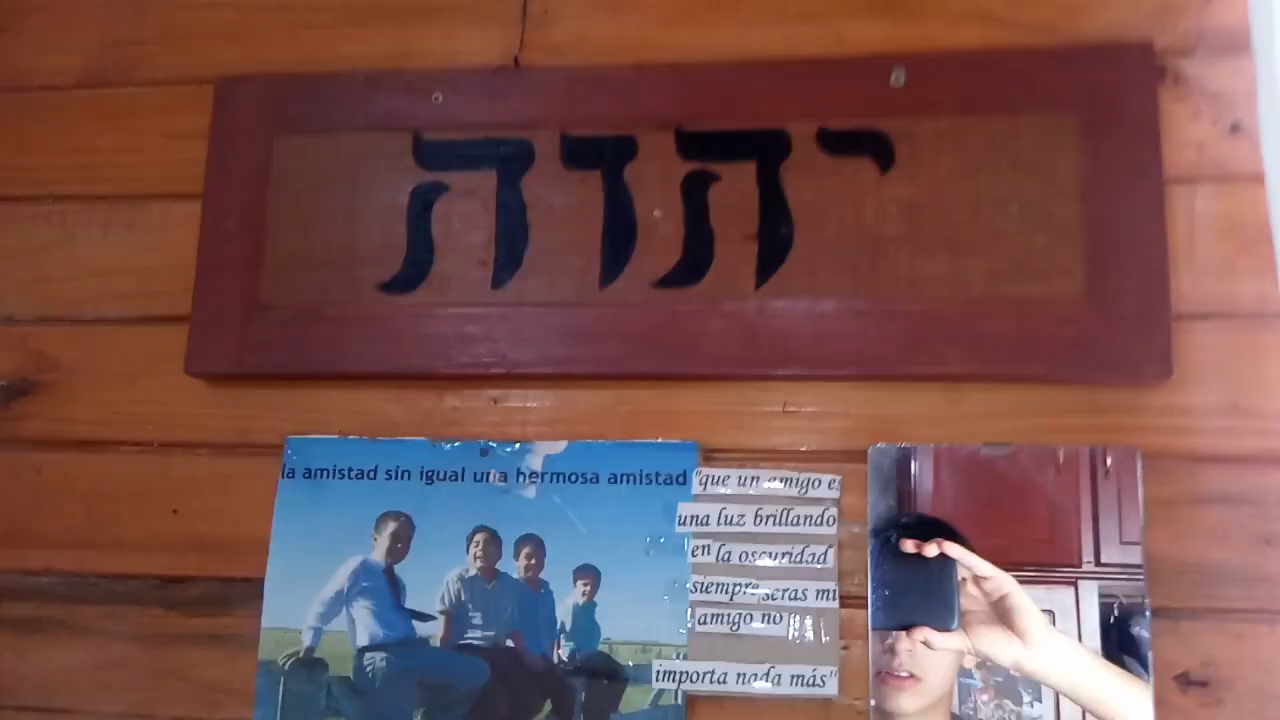 יהוה
la amistad sin igual una hermosa amistad
"que un amigo es
una luz brillando
en la oscuridad
siempre seras mi
amigo no
importa nada más"